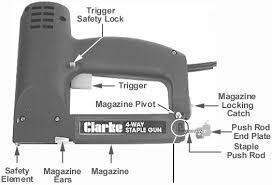 Trigger
Safety Lock
Trigger
Magazine Pivot
Magazine
Locking
Catch
Clarke 4-WAY
STAPLE GUN
Push Rod
End Plate
Staple
Push Rod
Safety
Element
Magazine
Ears
Magazine